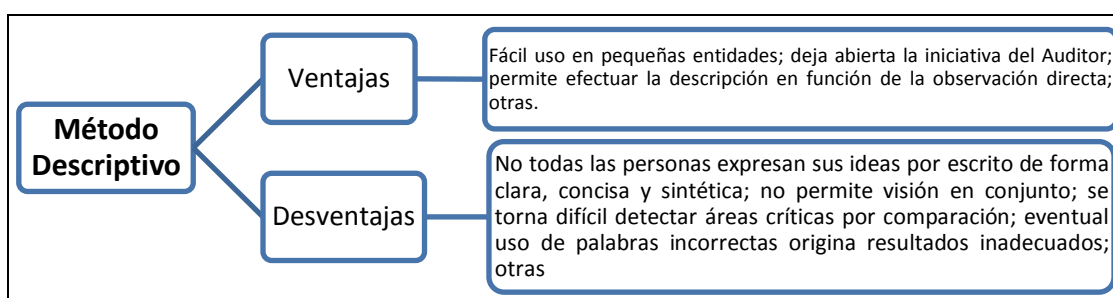 Método
Descriptivo
Ventajas
Fácil uso en pequeñas entidades; deja abierta la iniciativa del Auditor;
permite efectuar la descripción en función de la observación directa;
otras.
Desventajas
No todas las personas expresan sus ideas por escrito de forma
clara, concisa y sintética; no permite visión en conjunto; se
torna difícil detectar áreas críticas por comparación; eventual
uso de palabras incorrectas origina resultados inadecuados;
otras